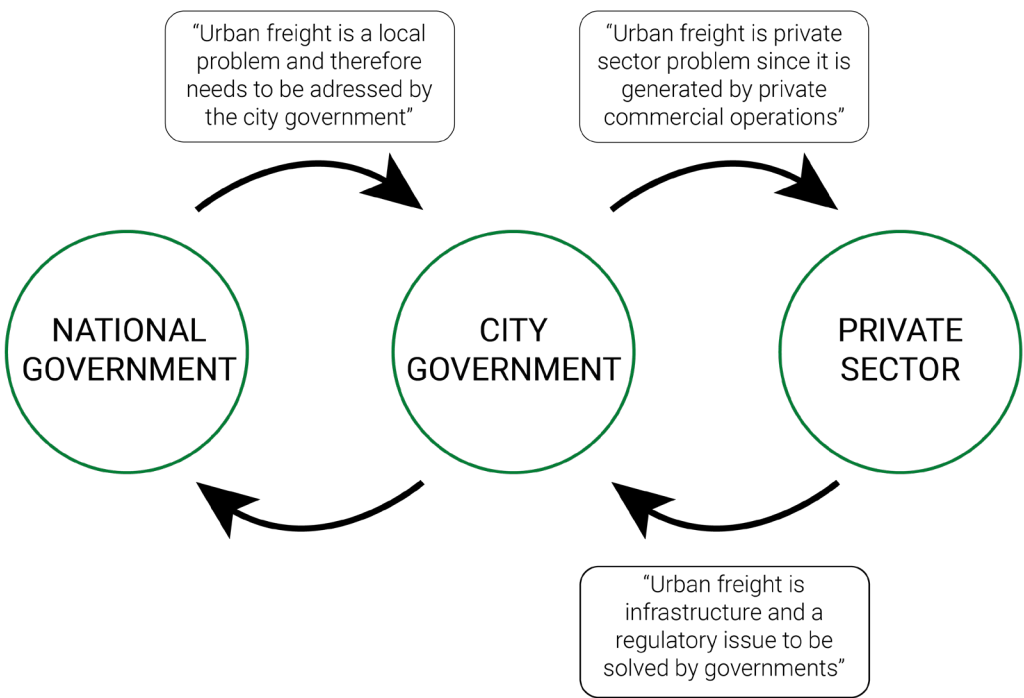 “Urban freight is a local
problem and therefore
needs to be adressed by
the city government”
“Urban freight is private
sector problem since it is
generated by private
commercial operations”
NATIONAL
GOVERNMENT
CITY
GOVERNMENT
PRIVATE
SECTOR
“Urban freight is
infrastructure and a
regulatory issue to be
solved by governments”